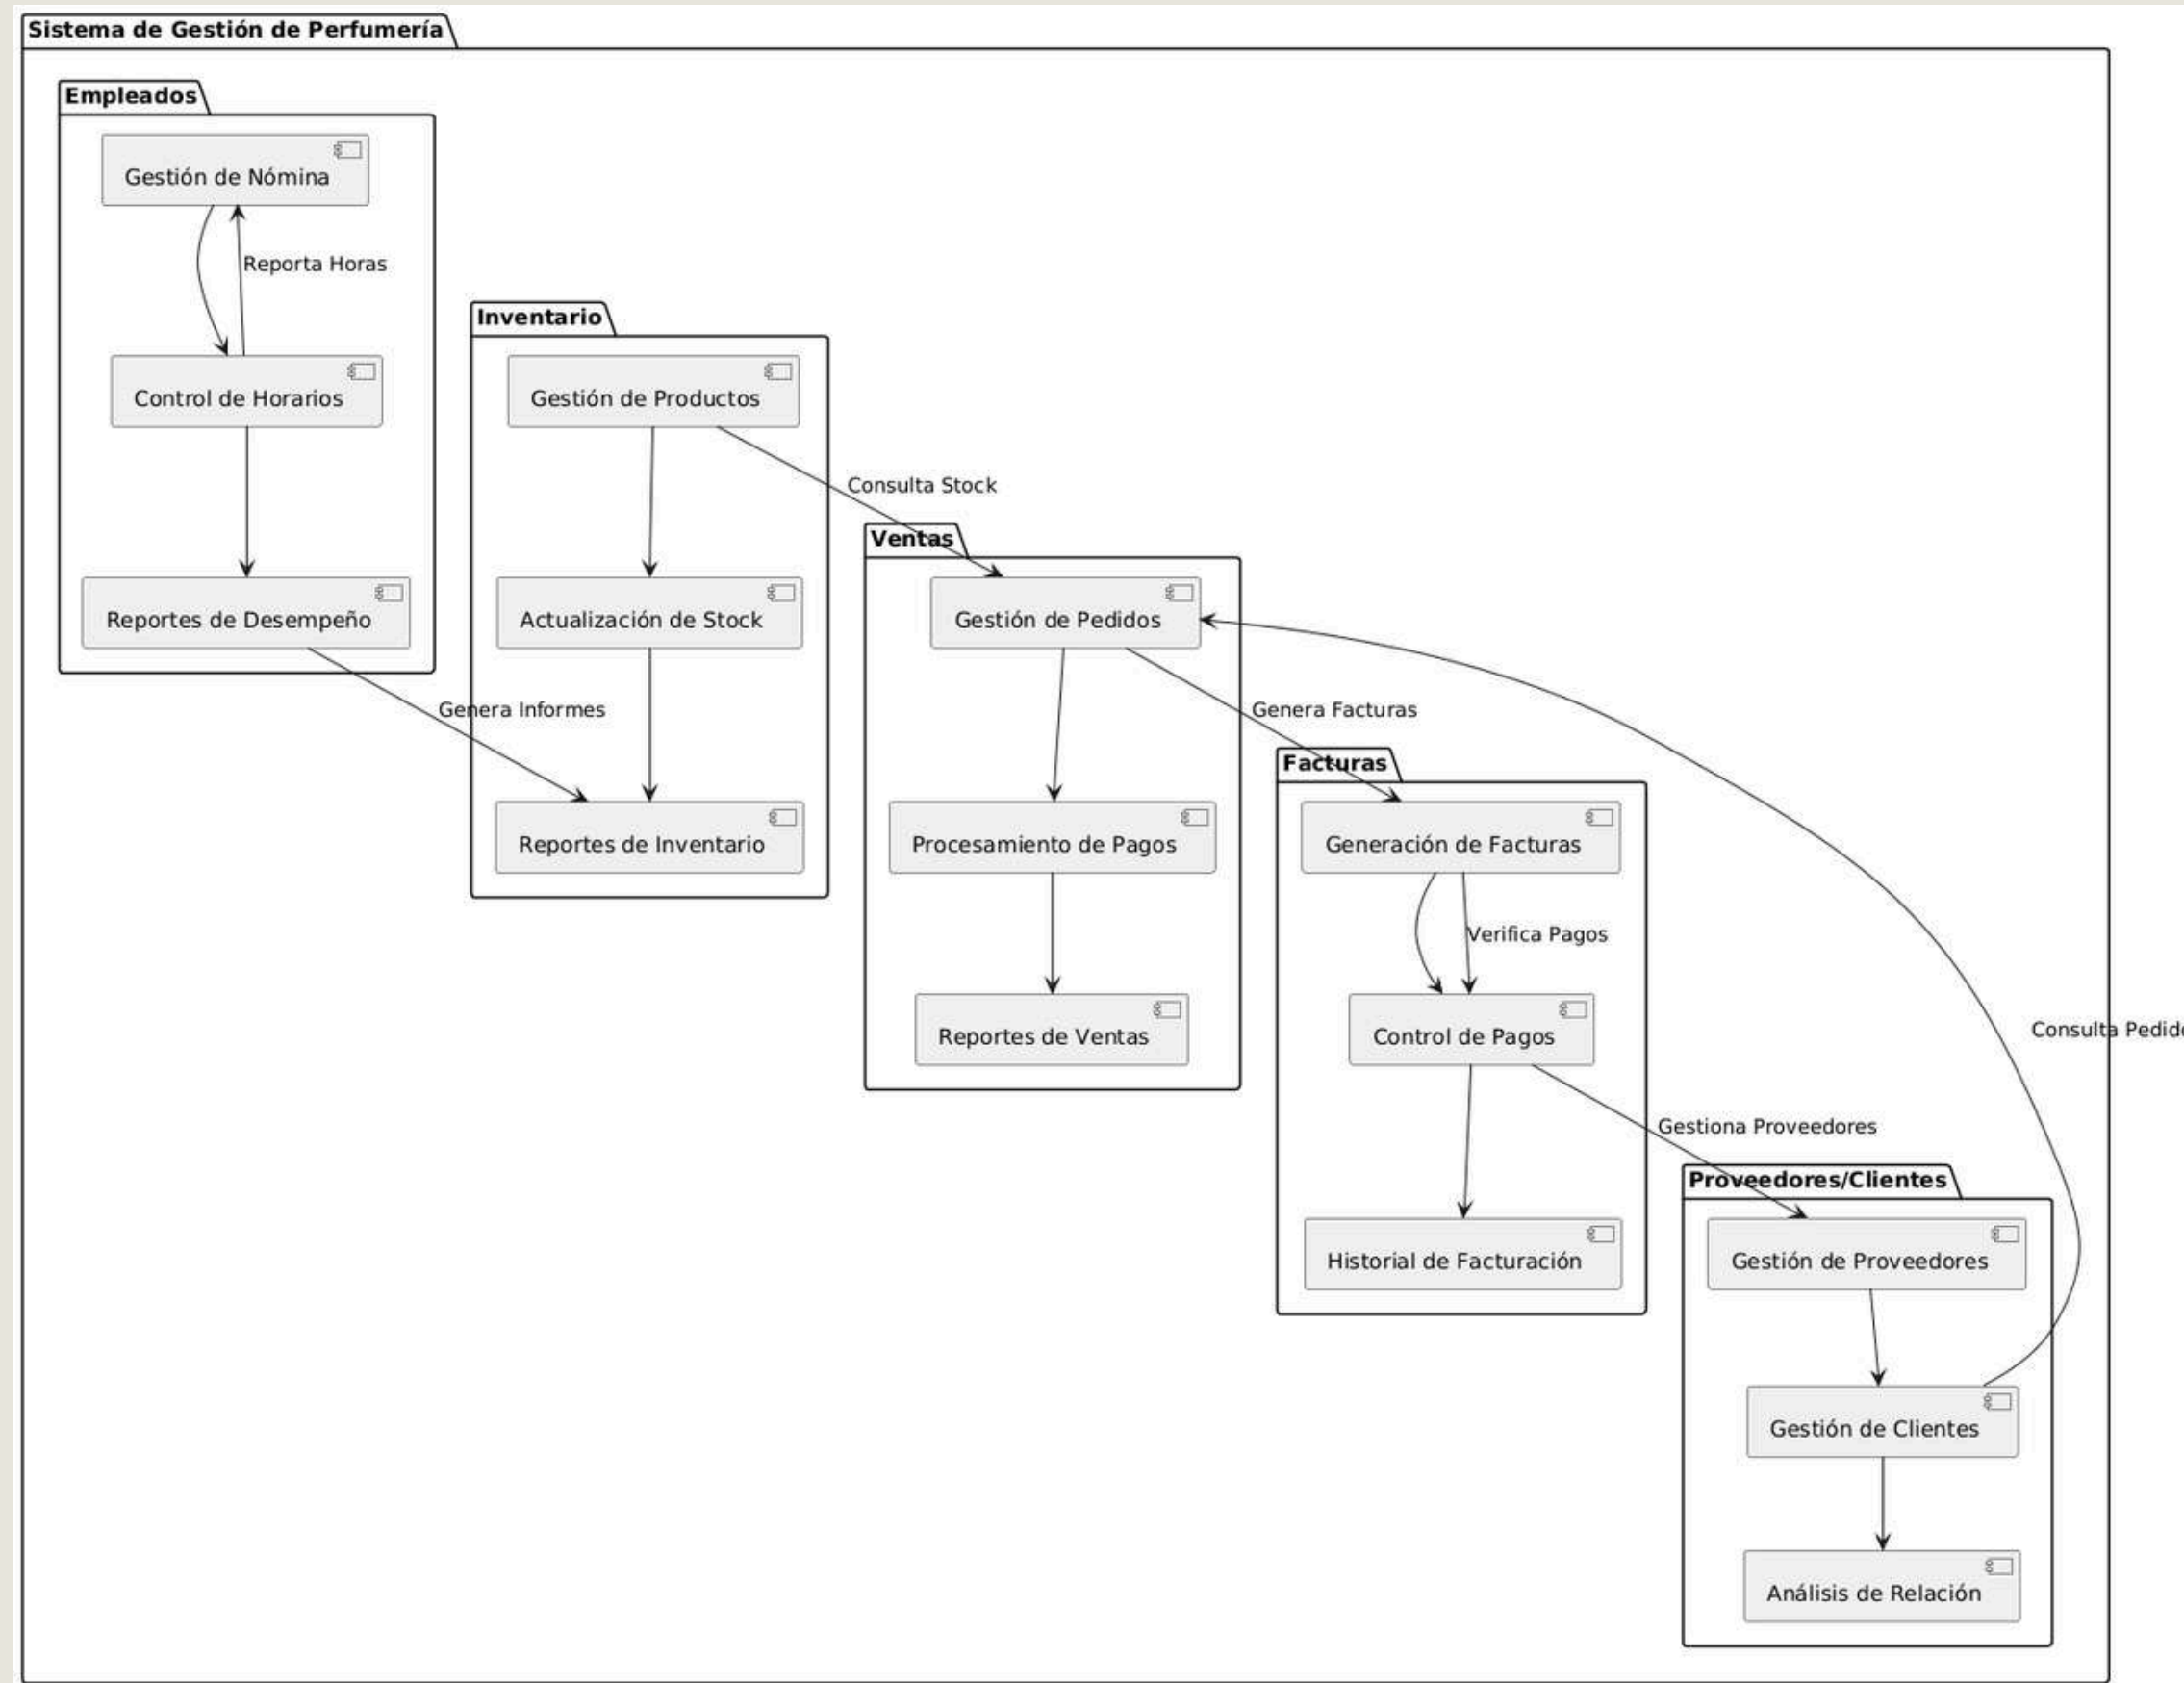 Sistema de Gestión de Perfumería
Empleados
Gestión de Nómina
Reporta Horas
Control de Horarios
Reportes de Desempeño
Genera Informes
Inventario
Gestión de Productos
Consulta Stock
Actualización de Stock
Reportes de Inventario
Ventas
Gestión de Pedidos
Genera Facturas
Procesamiento de Pagos
Reportes de Ventas
Facturas
Generación de Facturas
Verifica Pagos
Control de Pagos
Gestiona Proveedores
Historial de Facturación
Proveedores/Clientes
Gestión de Proveedores
Gestión de Clientes
Consulta
Análisis de Relación